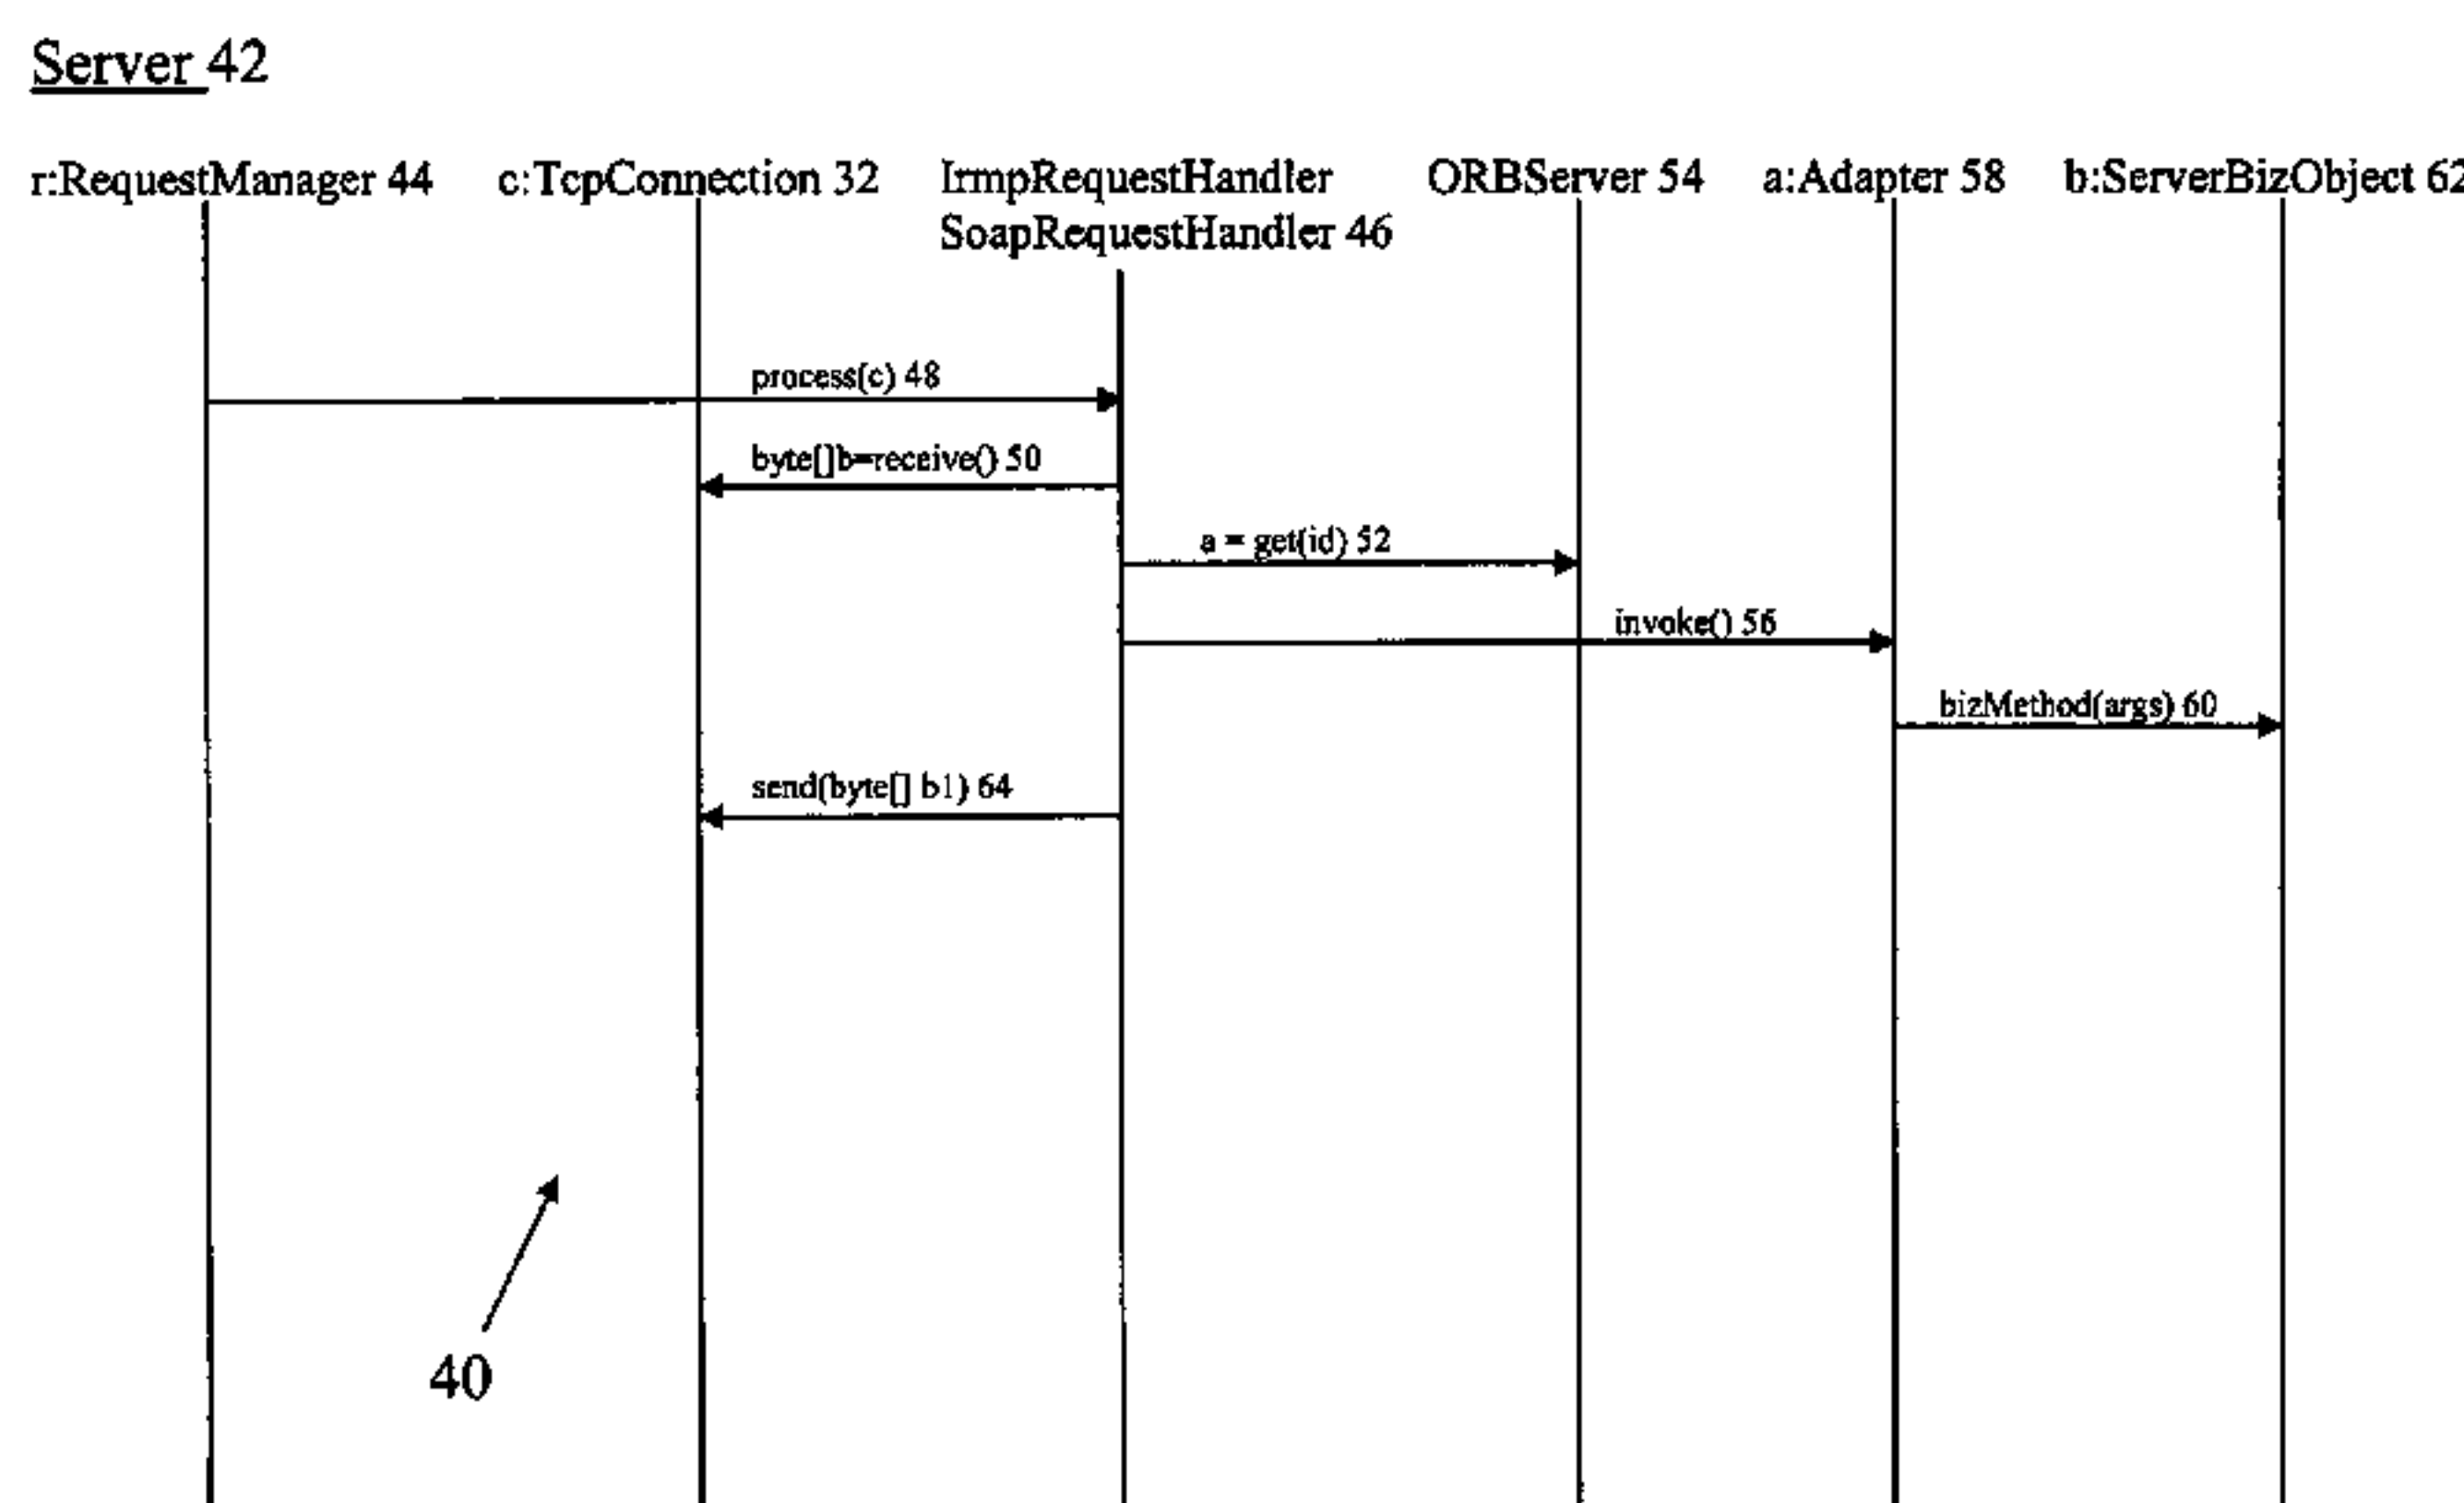 Server 42
r:RequestManager 44
c:TcpConnection 32
IrmpRequestHandler
SoapRequestHandler 46
ORBServer 54
a:Adapter 58
b:ServerBizObject 62
process(c) 48
byte[]b=receive() 50
a = get(id) 52
invoke() 56
bizMethod(args) 60
send(byte[] b1) 64
40